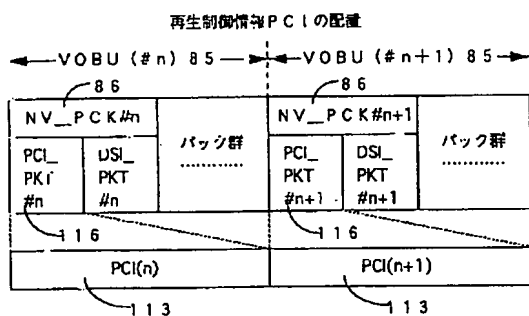 再生制御情報PCIの配置
VOBU (#n) 85
VOBU (#n+1) 85
86
86
NV_PCK#n
NV_PCK#n+1
PCI_
PKT
#n
DSI_
PKT
#n
パック群
............
PCI_
PKT
#n+1
DSI_
PKT
#n+1
パック群
............
116
116
PCI(n)
PCI(n+1)
113
113